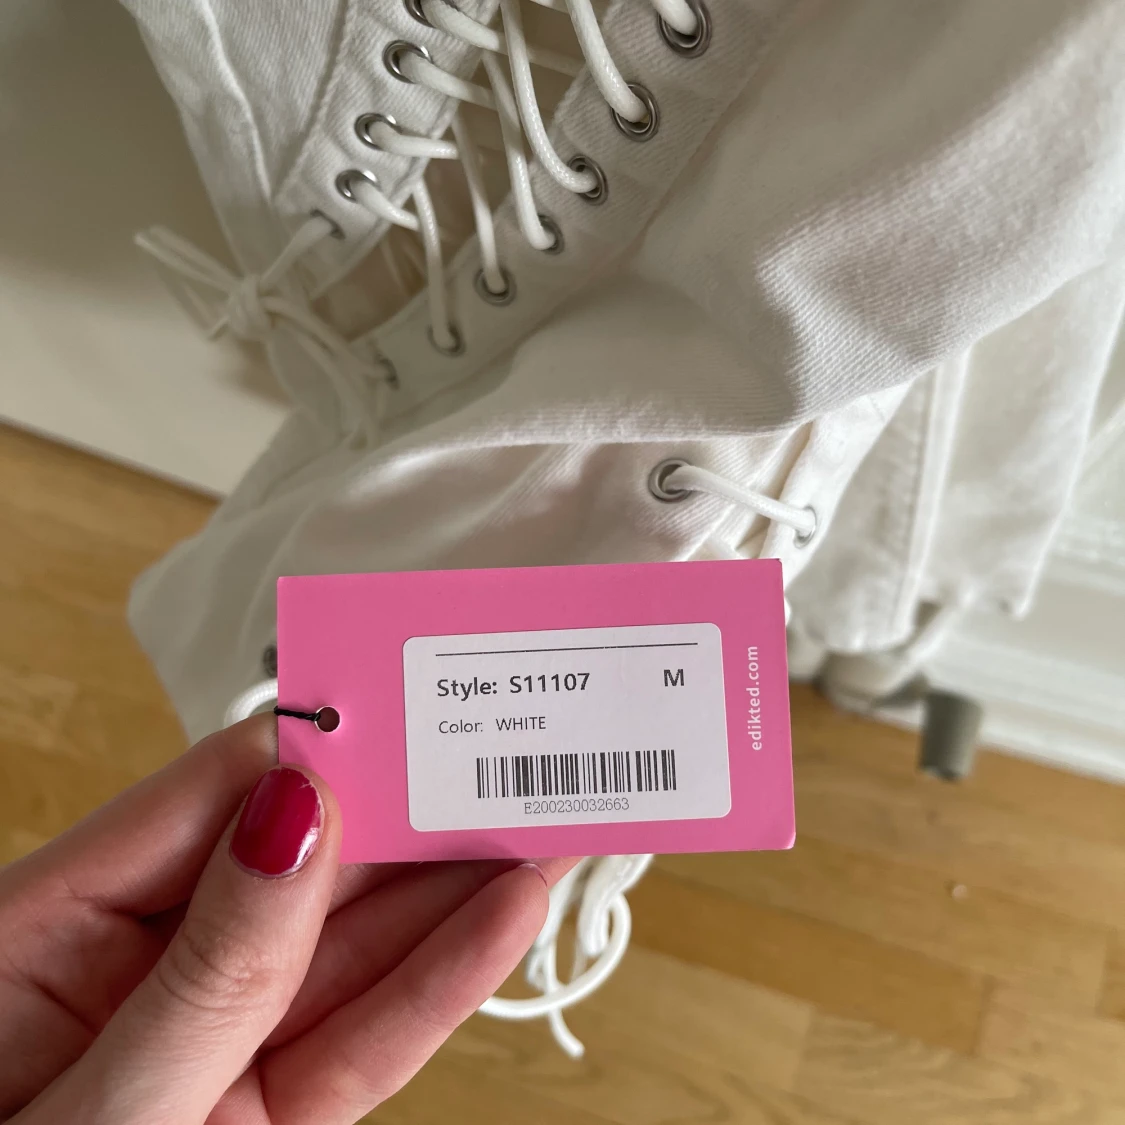 Style: S11107 M
Color: WHITE
E200230032663
edikted.com